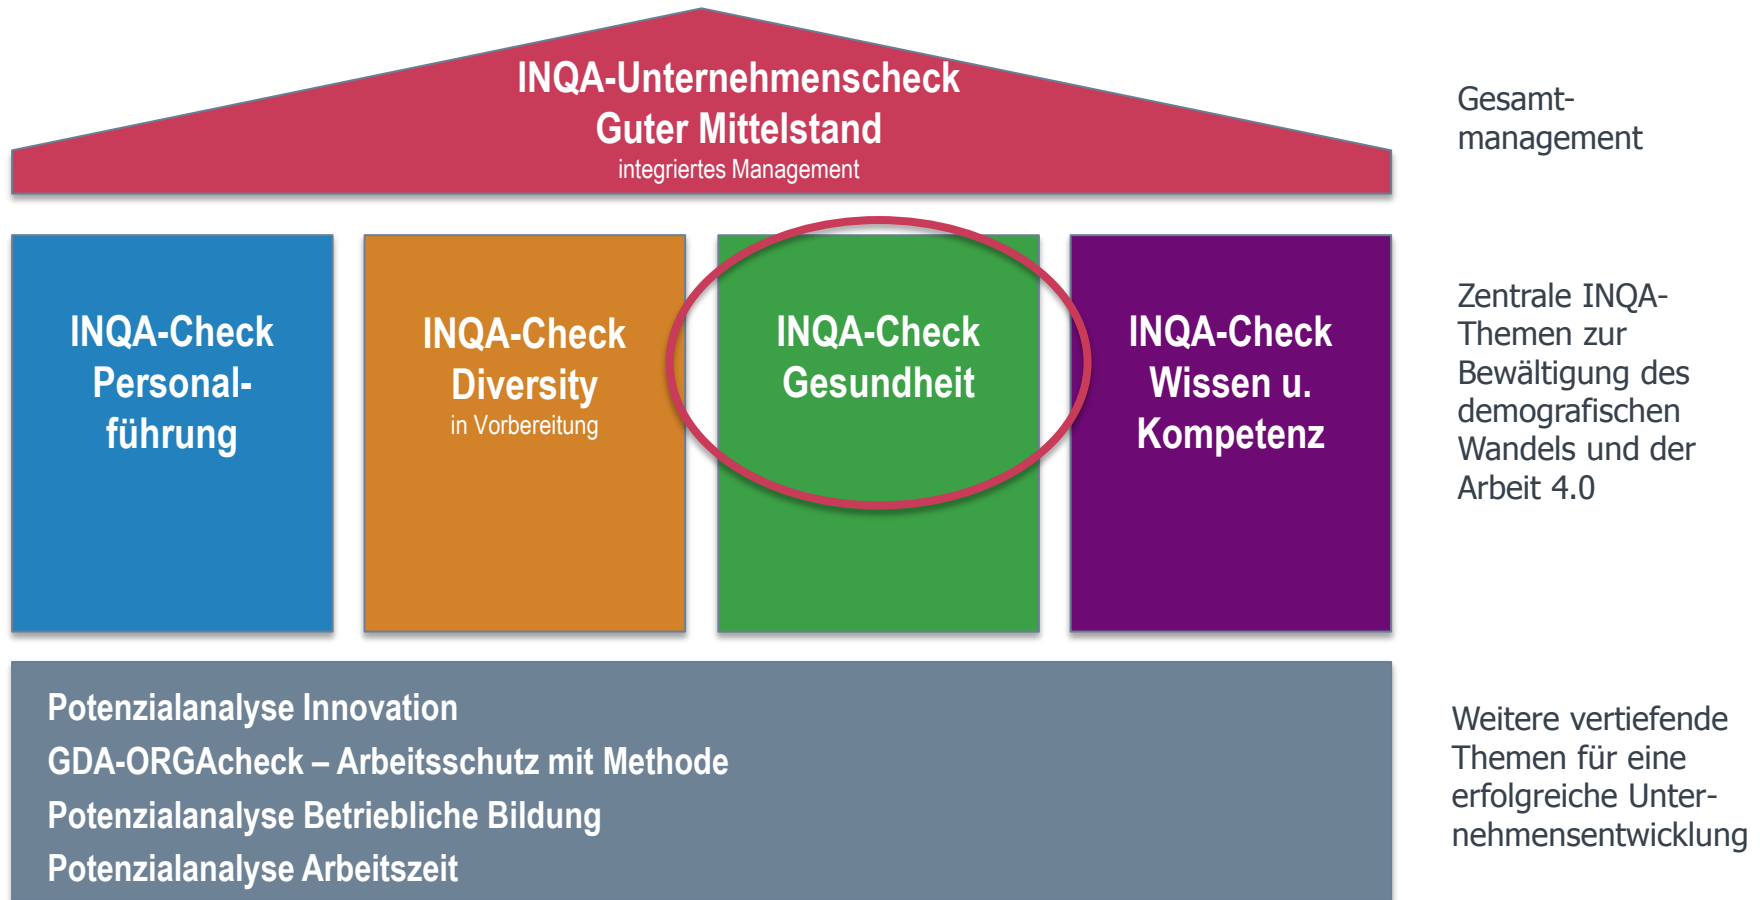 INQA-Unternehmenscheck
Guter Mittelstand
integriertes Management
Gesamt-
management
INQA-Check
Personal-
führung
INQA-Check
Diversity
in Vorbereitung
INQA-Check
Gesundheit
INQA-Check
Wissen u.
Kompetenz
Zentrale INQA-
Themen zur
Bewältigung des
demografischen
Wandels und der
Arbeit 4.0
Potenzialanalyse Innovation
GDA-ORGAcheck – Arbeitsschutz mit Methode
Potenzialanalyse Betriebliche Bildung
Potenzialanalyse Arbeitszeit
Weitere vertiefende
Themen für eine
erfolgreiche Unter-
nehmensentwicklung